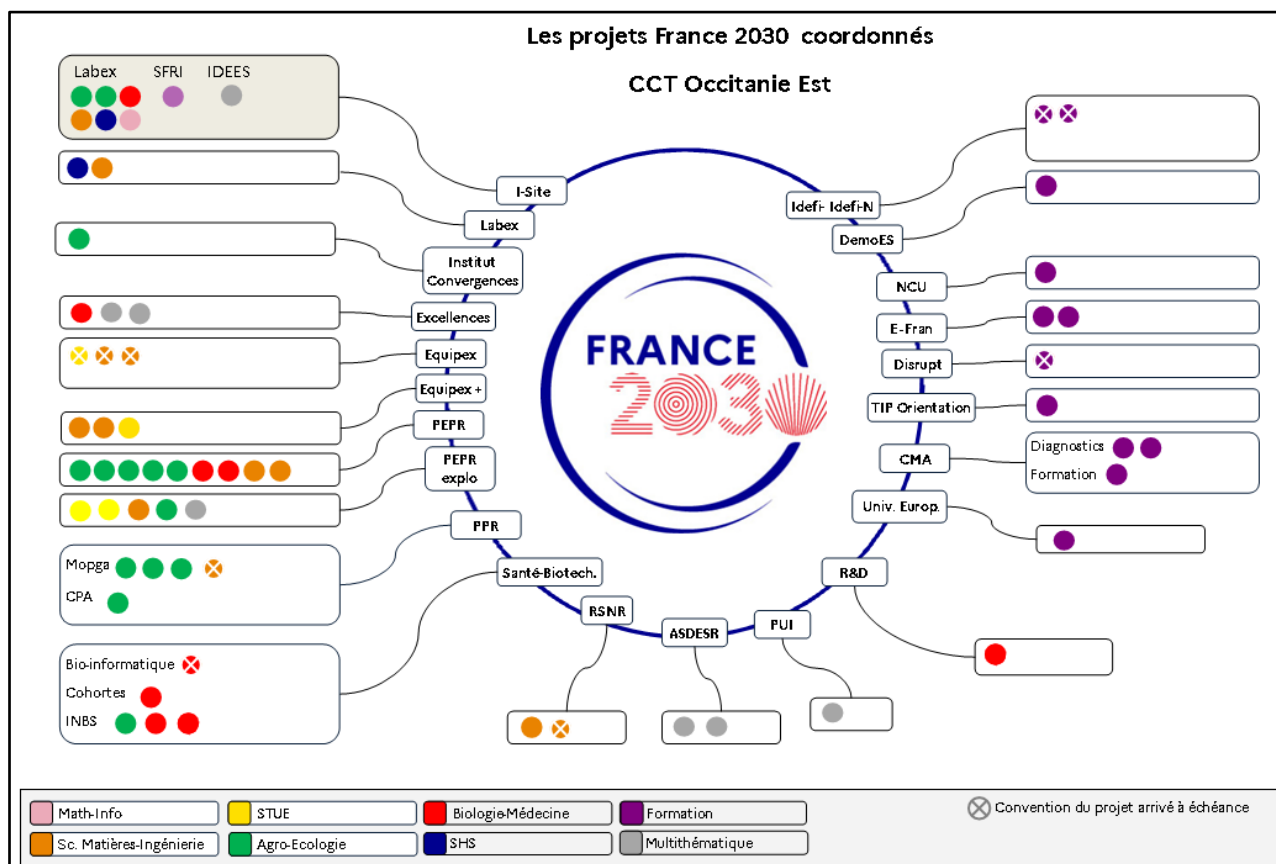 Les projets France 2030 coordonnés
CCT Occitanie Est
Labex SFRI IDEES
I-Site
Labex
Institut
Convergences
Excellences
Equipex
Equipex +
PEPR
PEPR
explo
PPR
Mopga
CPA
Santé-Biotech.
Bio-informatique
Cohortes
INBS
RSNR
ASDESR
PUI
R&D
Univ. Europ.
CMA
Diagnostics
Formation
TIP Orientation
Disrupt
E-Fran
NCU
DemoES
Idefi- Idefi-N
FRANCE
2030
Math-Info
STUE
Biologie-Médecine
Formation
Convention du projet arrivé à échéance
Sc. Matières-Ingénierie
Agro-Ecologie
SHS
Multithématique